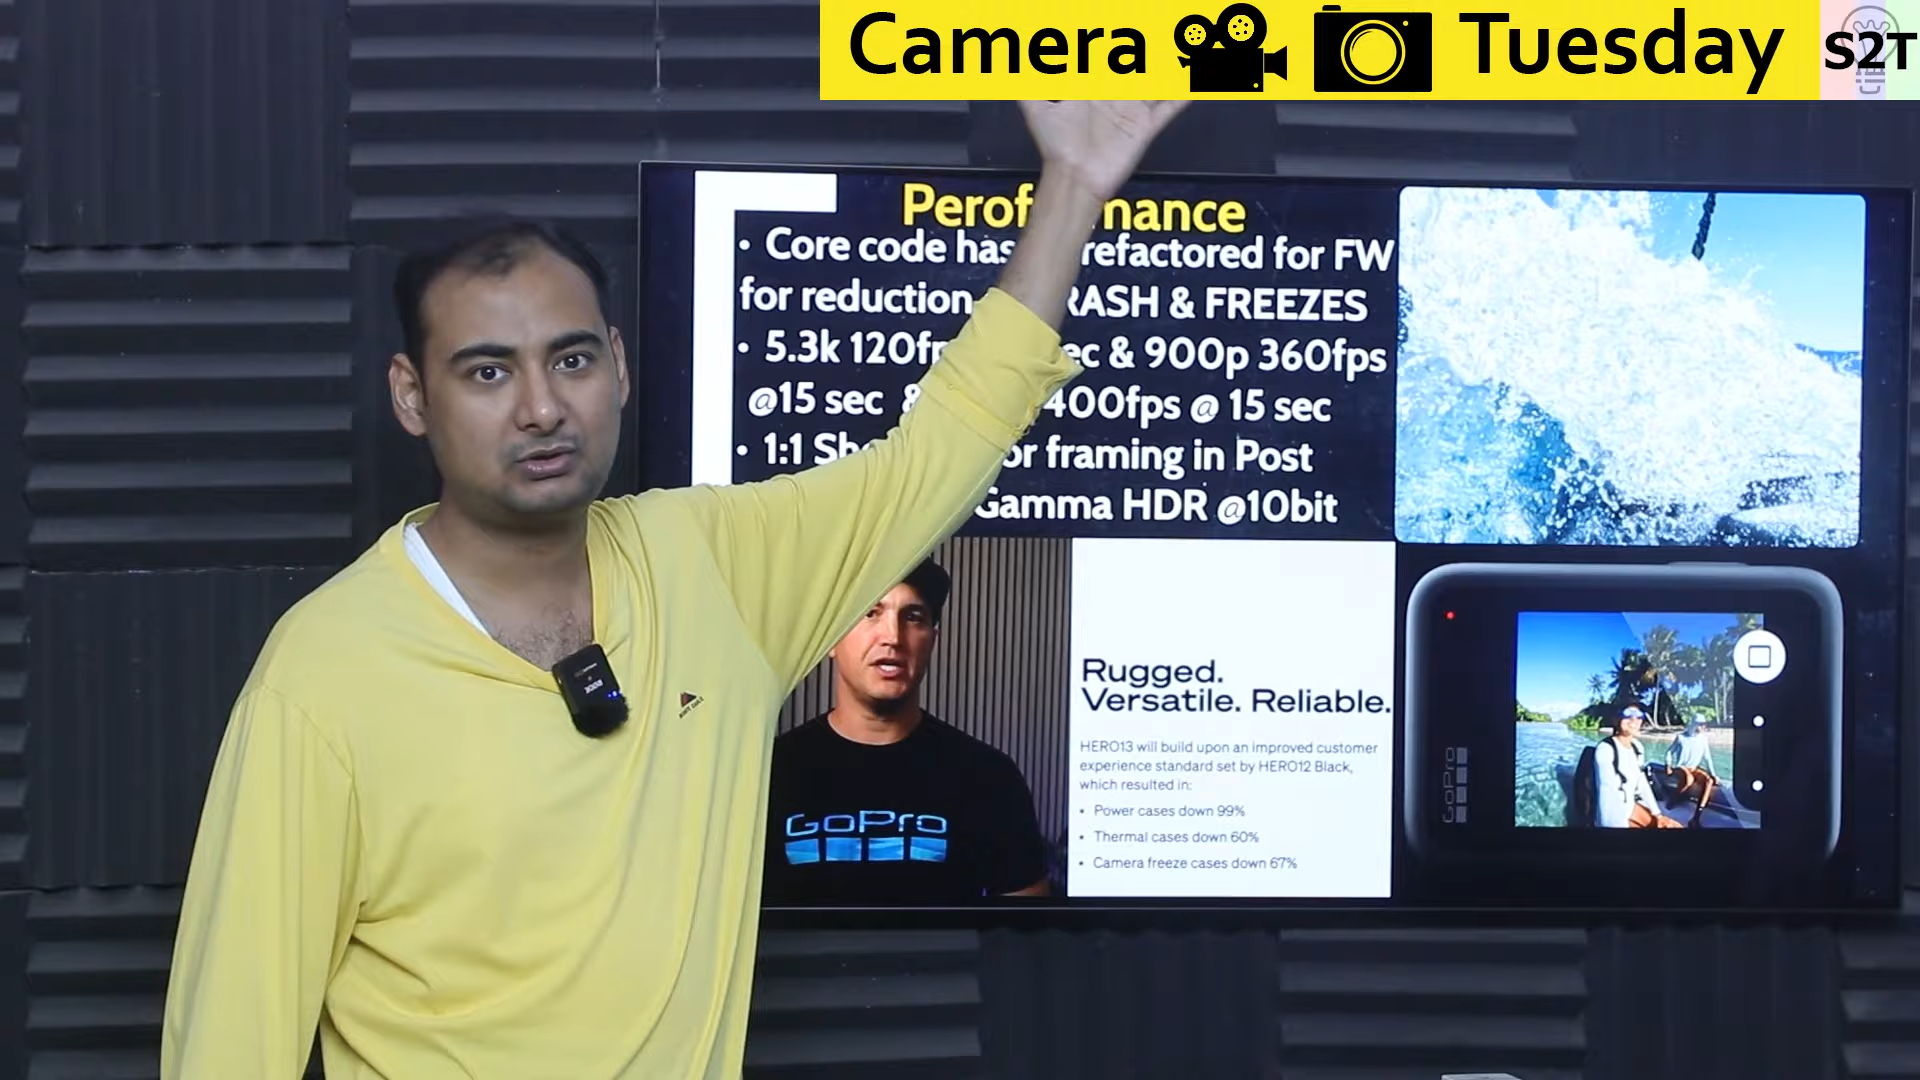 Camera Tuesday S2T
Perof mance
• Core code has refactored for FW
for reduction RASH & FREEZES
• 5.3k 120f ec & 900p 360fps
@15 sec & 400fps @ 15 sec
• 1:1 Sh or framing in Post
Gamma HDR @10bit
Rugged.
Versatile. Reliable.
HERO13 will build upon an improved customer
experience standard set by HERO12 Black,
which resulted in:
• Power cases down 99%
• Thermal cases down 60%
• Camera freeze cases down 67%
GoPro
GoPro
RODE